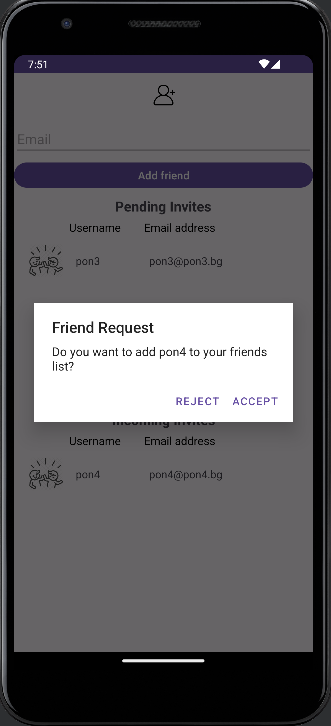 7:51
Email
Add friend
Pending Invites
Username Email address
pon3 pon3@pon3.bg
Friend Request
Do you want to add pon4 to your friends
list?
REJECT ACCEPT
Incoming Invites
Username Email address
pon4 pon4@pon4.bg